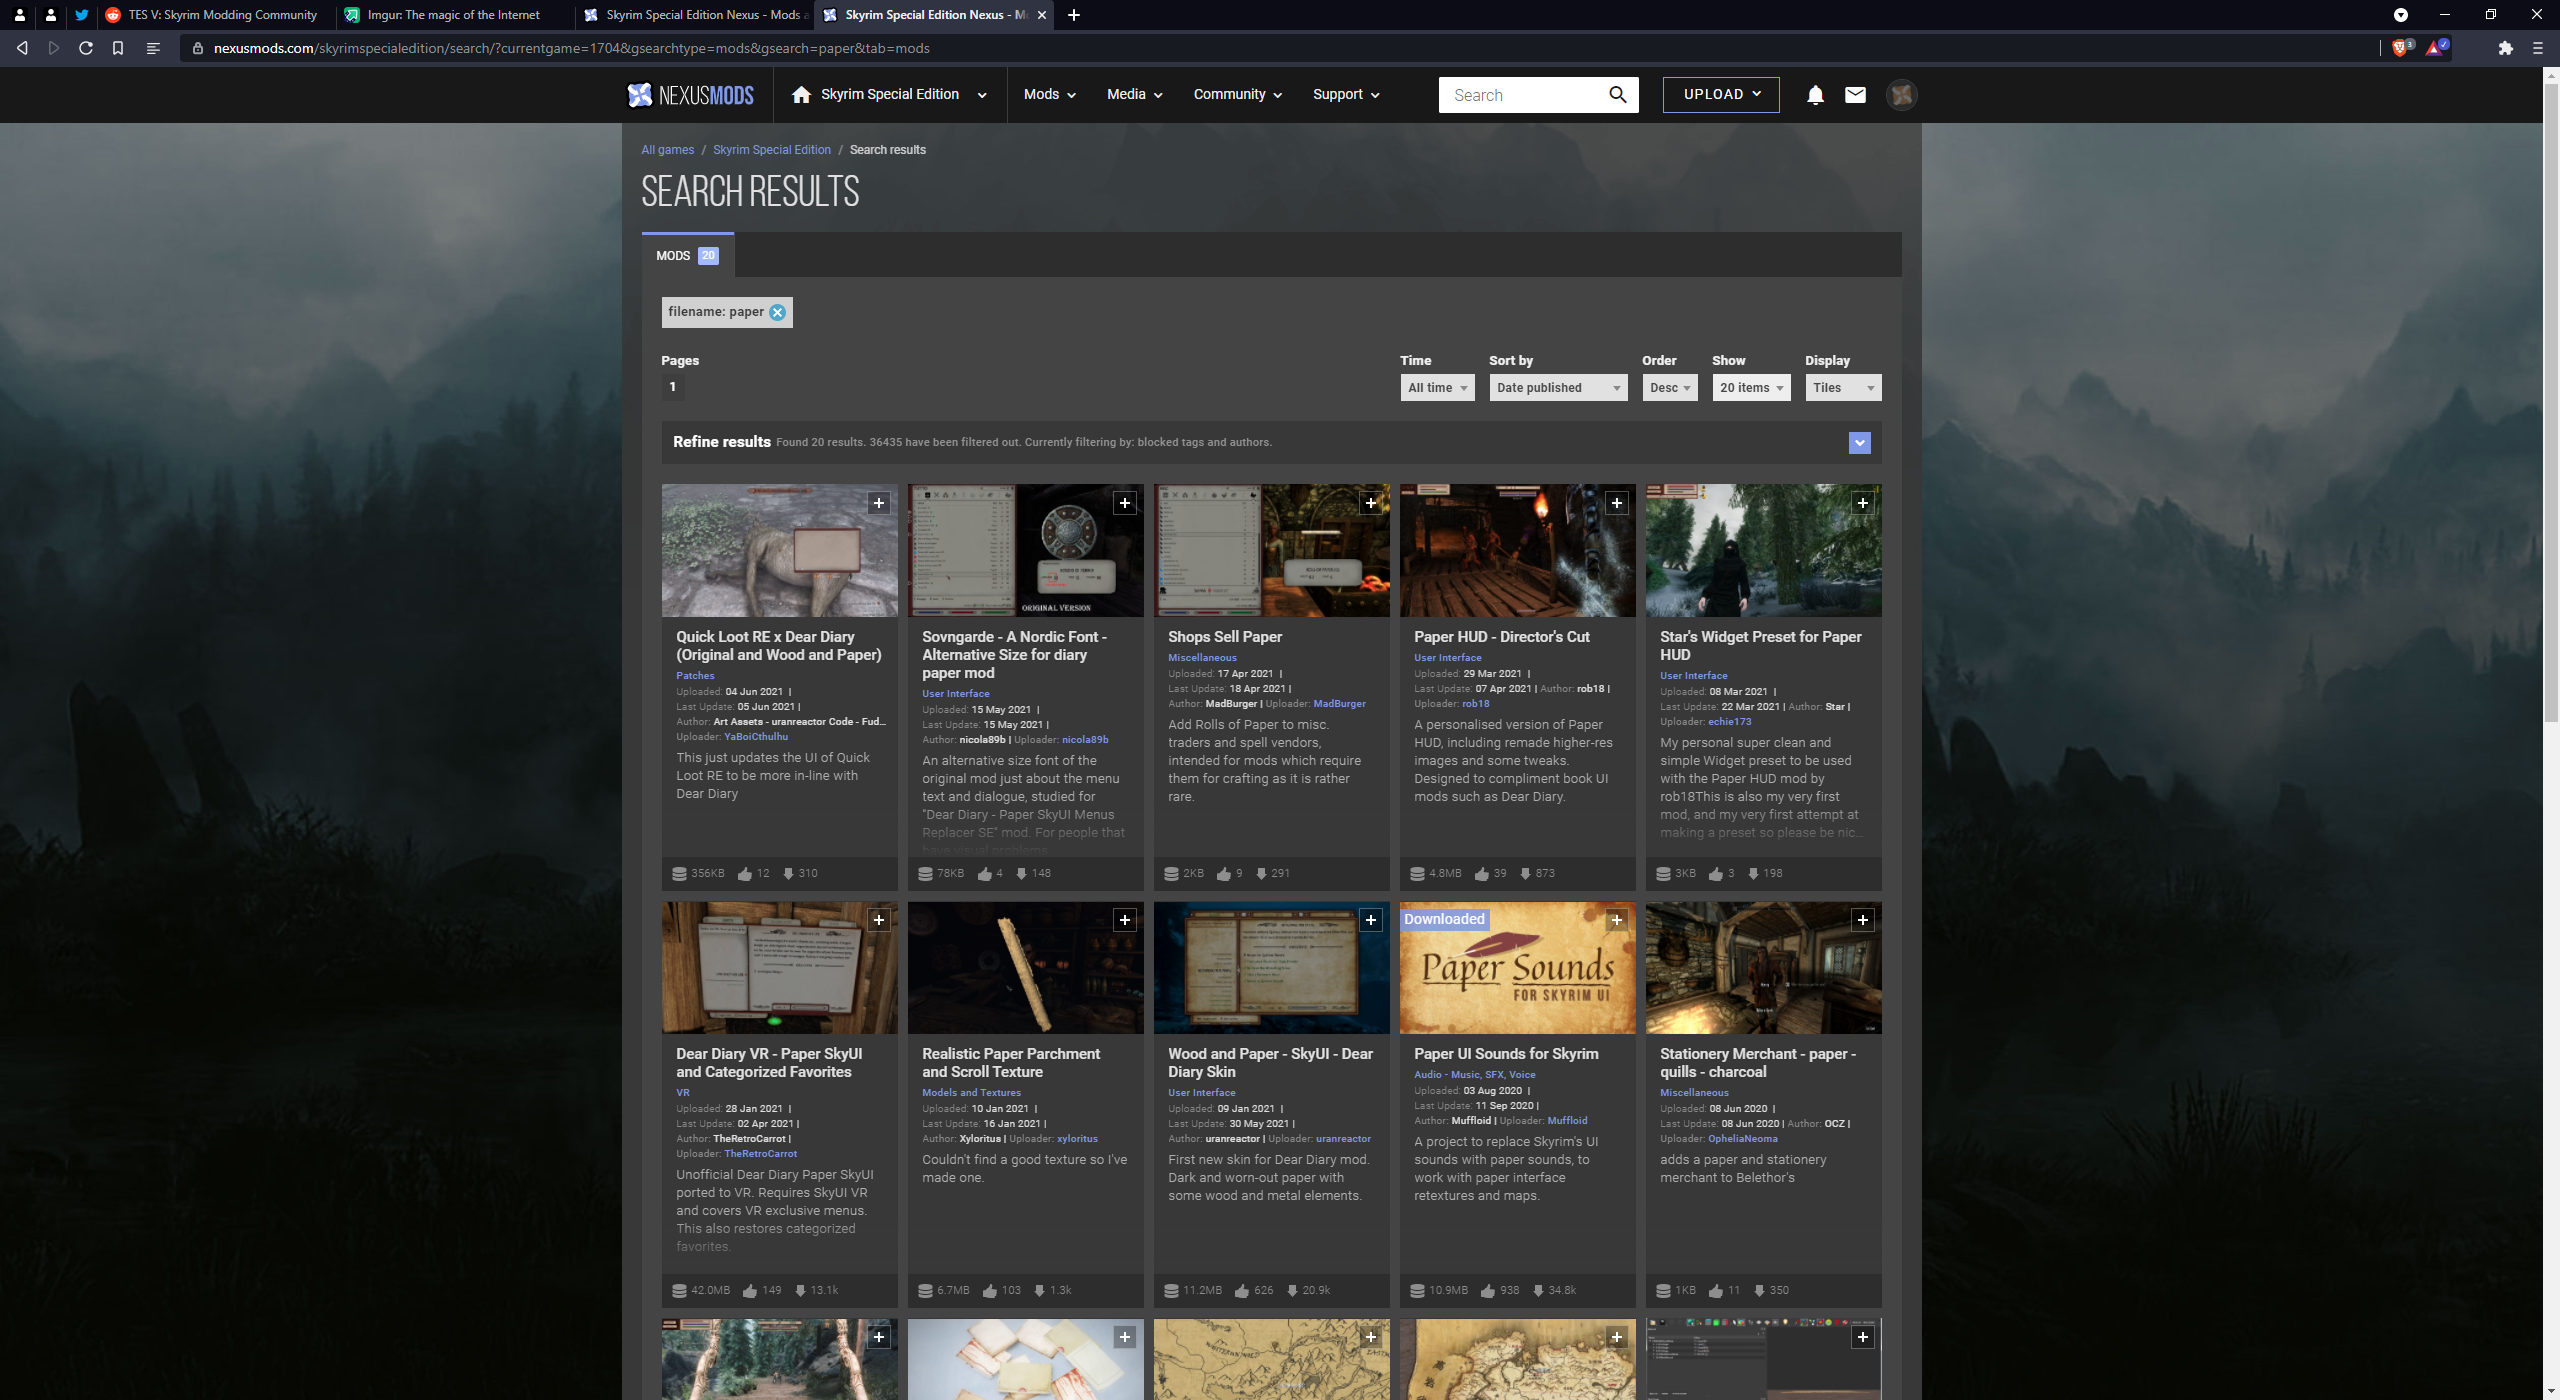 TES V: Skyrim Modding Community
Imgur: The magic of the Internet
Skyrim Special Edition Nexus - Mods a
Skyrim Special Edition Nexus - Mo
nexusmods.com/skyrimspecialedition/search/?currentgame=1704&gsearchtype=mods&gsearch=paper&tab=mods
3
NEXUSMODS
Skyrim Special Edition
Mods
Media
Community
Support
Search
UPLOAD
All games / Skyrim Special Edition / Search results
SEARCH RESULTS
MODS 20
filename: paper
Pages
1
Time
All time
Sort by
Date published
Order
Desc
Show
20 items
Display
Tiles
Refine results Found 20 results. 36435 have been filtered out. Currently filtering by: blocked tags and authors.
Quick Loot RE x Dear Diary
(Original and Wood and Paper)
Patches
Uploaded: 04 Jun 2021 |
Last Update: 05 Jun 2021 |
Author: Art Assets - uranreactor Code - Fud...
Uploader: YaBoiCthulhu
This just updates the UI of Quick
Loot RE to be more in-line with
Dear Diary
356KB 12 310
ORIGINAL VERSION
Sovngarde - A Nordic Font -
Alternative Size for diary
paper mod
User Interface
Uploaded: 15 May 2021 |
Last Update: 15 May 2021 |
Author: nicola89b | Uploader: nicola89b
An alternative size font of the
original mod just about the menu
text and dialogue, studied for
"Dear Diary - Paper SkyUI Menus
Replacer SE" mod. For people that
have visual problems
78KB 4 148
Shops Sell Paper
Miscellaneous
Uploaded: 17 Apr 2021 |
Last Update: 18 Apr 2021 |
Author: MadBurger | Uploader: MadBurger
Add Rolls of Paper to misc.
traders and spell vendors,
intended for mods which require
them for crafting as it is rather
rare.
2KB 9 291
Paper HUD - Director's Cut
User Interface
Uploaded: 29 Mar 2021 |
Last Update: 07 Apr 2021 | Author: rob18 |
Uploader: rob18
A personalised version of Paper
HUD, including remade higher-res
images and some tweaks.
Designed to compliment book UI
mods such as Dear Diary.
4.8MB 39 873
Star's Widget Preset for Paper
HUD
User Interface
Uploaded: 08 Mar 2021 |
Last Update: 22 Mar 2021 | Author: Star |
Uploader: echie173
My personal super clean and
simple Widget preset to be used
with the Paper HUD mod by
rob18This is also my very first
mod, and my very first attempt at
making a preset so please be nic...
3KB 3 198
Dear Diary VR - Paper SkyUI
and Categorized Favorites
VR
Uploaded: 28 Jan 2021 |
Last Update: 02 Apr 2021 |
Author: TheRetroCarrot |
Uploader: TheRetroCarrot
Unofficial Dear Diary Paper SkyUI
ported to VR. Requires SkyUI VR
and covers VR exclusive menus.
This also restores categorized
favorites.
42.0MB 149 13.1k
Realistic Paper Parchment
and Scroll Texture
Models and Textures
Uploaded: 10 Jan 2021 |
Last Update: 16 Jan 2021 |
Author: Xyloritus | Uploader: xyloritus
Couldn't find a good texture so I've
made one.
6.7MB 103 1.3k
Wood and Paper - SkyUI - Dear
Diary Skin
User Interface
Uploaded: 09 Jan 2021 |
Last Update: 30 May 2021 |
Author: uranreactor | Uploader: uranreactor
First new skin for Dear Diary mod.
Dark and worn-out paper with
some wood and metal elements.
11.2MB 626 20.9k
Downloaded
Paper Sounds
FOR SKYRIM UI
Paper UI Sounds for Skyrim
Audio - Music, SFX, Voice
Uploaded: 03 Aug 2020 |
Last Update: 11 Sep 2020 |
Author: Muffloid | Uploader: Muffloid
A project to replace Skyrim's UI
sounds with paper sounds, to
work with paper interface
retextures and maps.
10.9MB 938 34.8k
Stationery Merchant - paper -
quills - charcoal
Miscellaneous
Uploaded: 08 Jun 2020 |
Last Update: 08 Jun 2020 | Author: OCZ |
Uploader: OpheliaNeoma
adds a paper and stationery
merchant to Belethor's
1KB 11 350